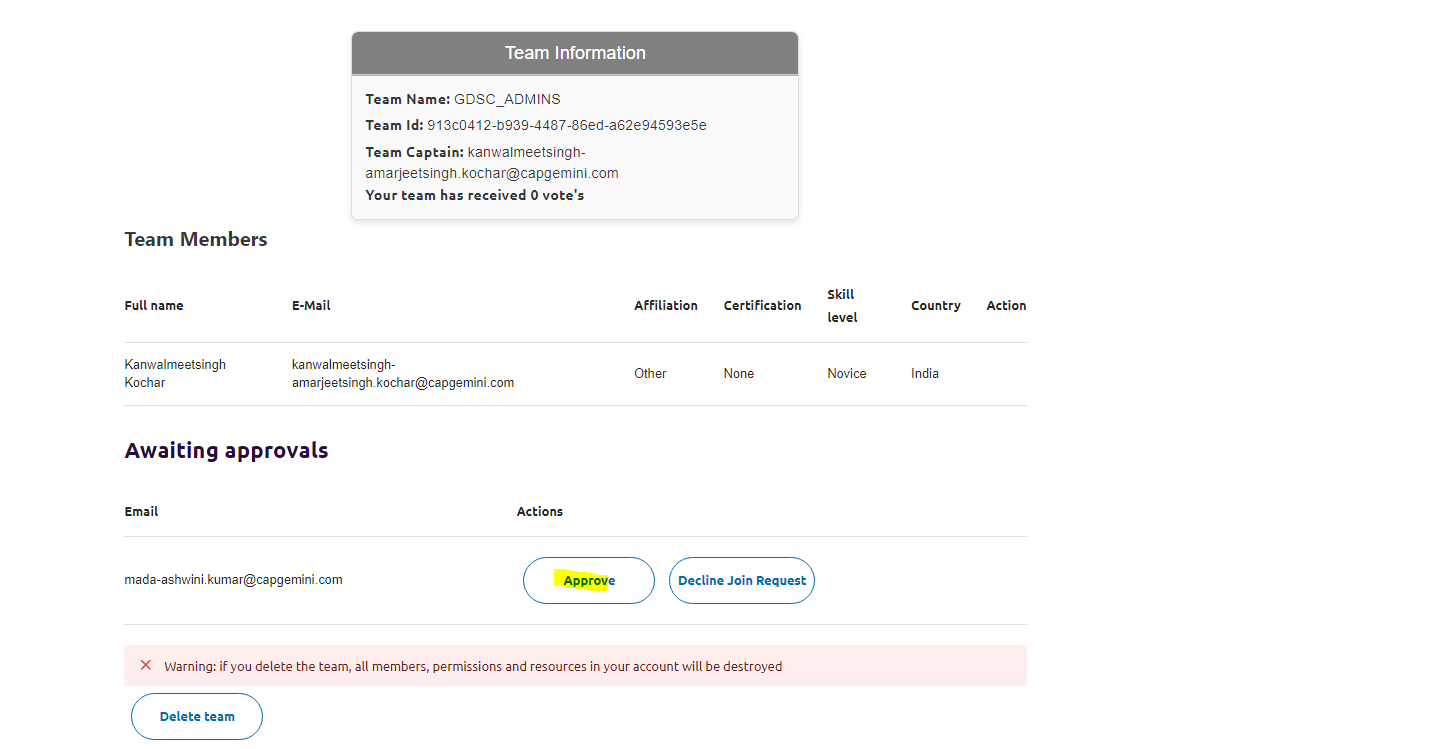 Team Information
Team Name: GDSC_ADMINS
Team Id: 913c0412-b939-4487-86ed-a62e94593e5e
Team Captain: kanwalmeetsingh-
amarjeetsingh.kochar@capgemini.com
Your team has received 0 vote's
Team Members
Full name E-Mail Affiliation Certification Skill level Country Action
Kanwalmeetsingh Kochar kanwalmeetsingh-amarjeetsingh.kochar@capgemini.com Other None Novice India
Awaiting approvals
Email Actions
mada-ashwini.kumar@capgemini.com Approve Decline Join Request
Warning: if you delete the team, all members, permissions and resources in your account will be destroyed
Delete team